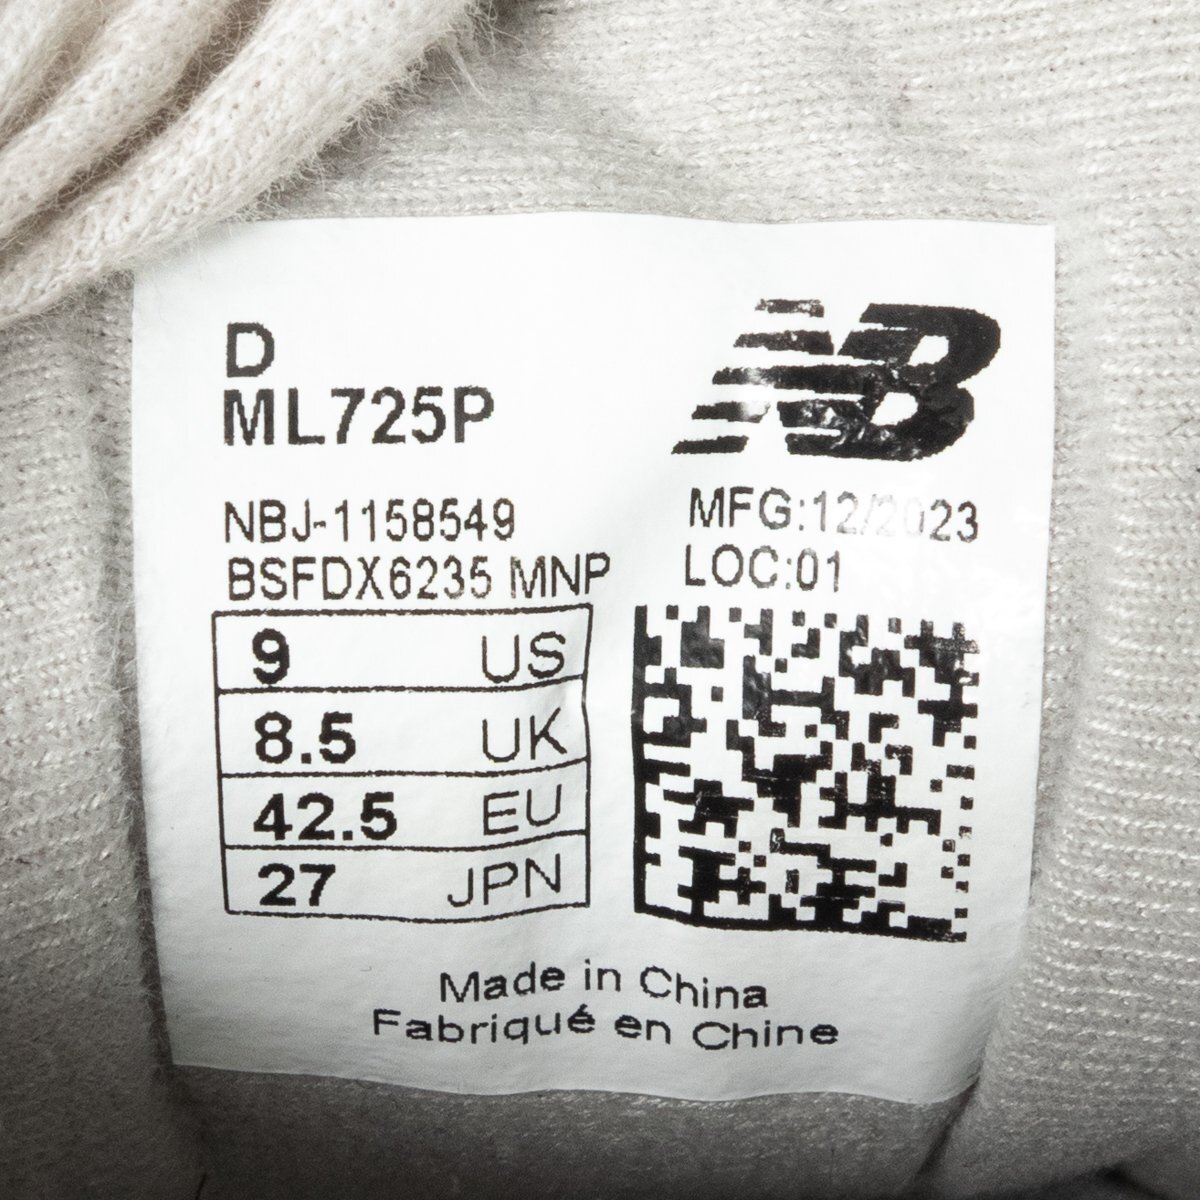 D
ML725P
NB
NBJ-1158549
BSFDX6235 MNP
MFG:12/2023
LOC:01
9 US
8.5 UK
42.5 EU
27 JPN
Made in China
Fabriqué en Chine